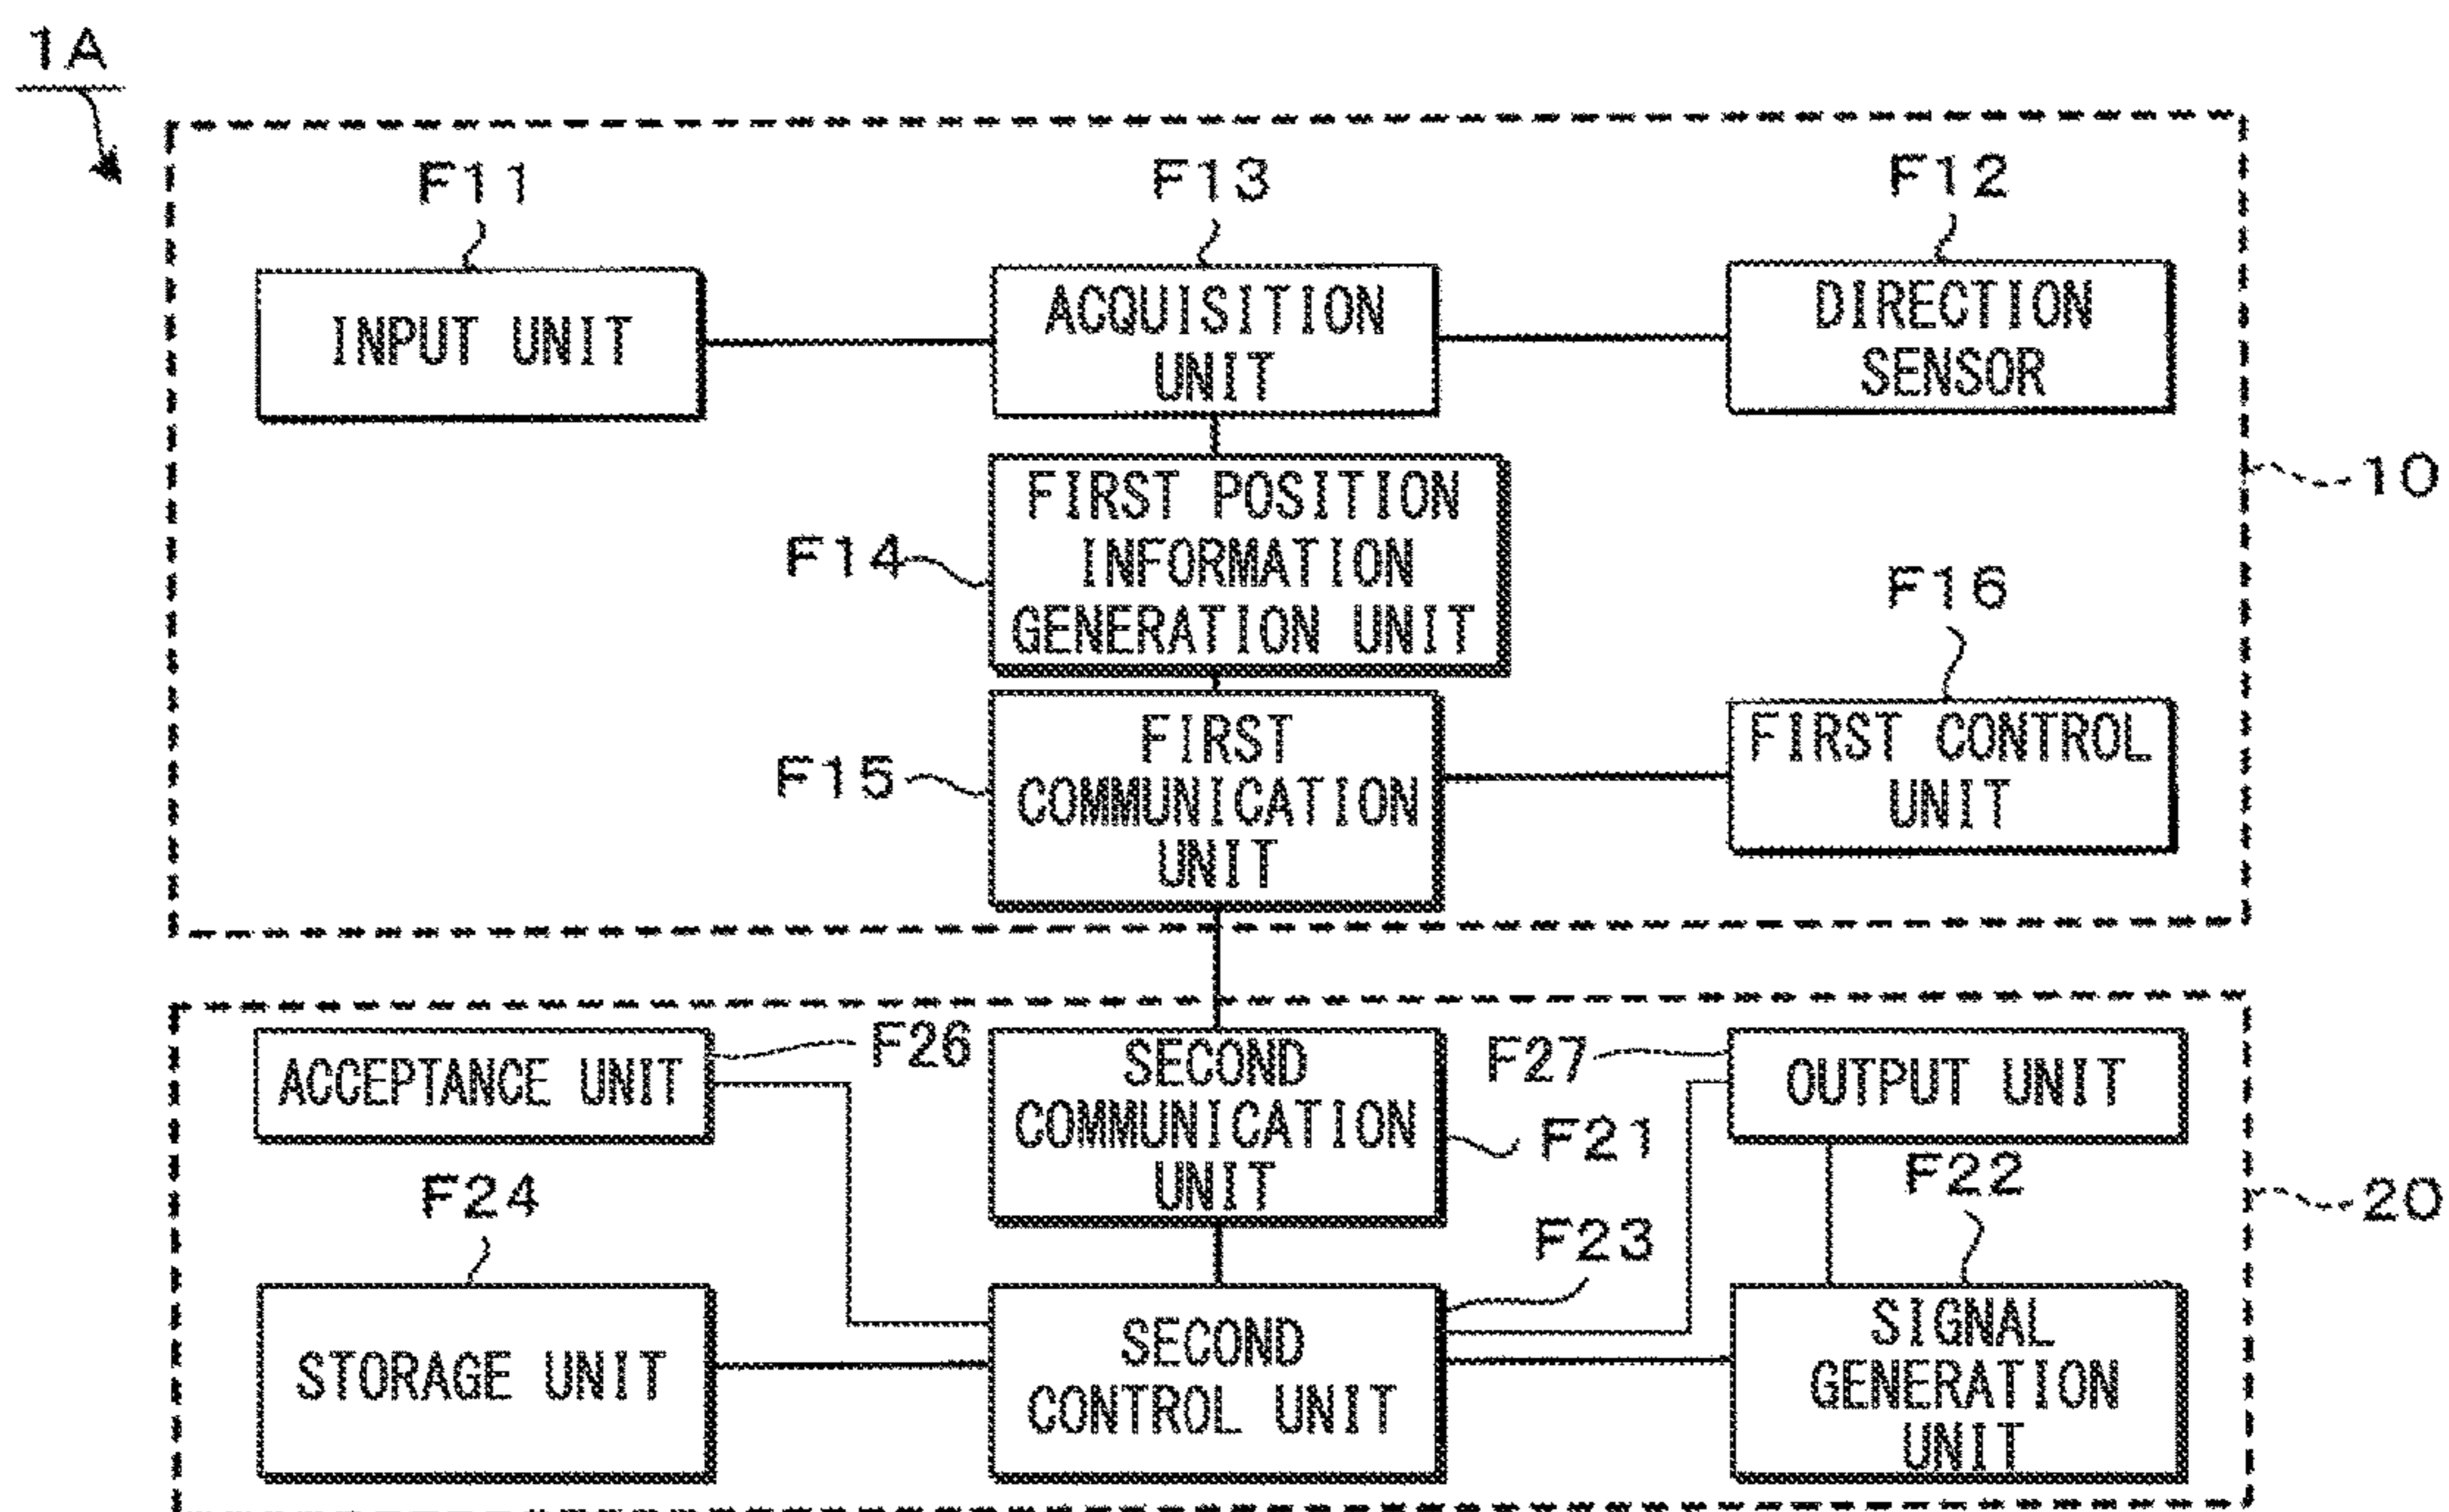 1A
F11
F13
F12
INPUT UNIT
ACQUISITION
UNIT
DIRECTION
SENSOR
10
F14
FIRST POSITION
INFORMATION
GENERATION UNIT
F16
F15
FIRST
COMMUNICATION
UNIT
FIRST CONTROL
UNIT
ACCEPTANCE UNIT
F26
SECOND
COMMUNICATION
UNIT
F27
OUTPUT UNIT
F21
F24
F22
20
F23
STORAGE UNIT
SECOND
CONTROL UNIT
SIGNAL
GENERATION
UNIT